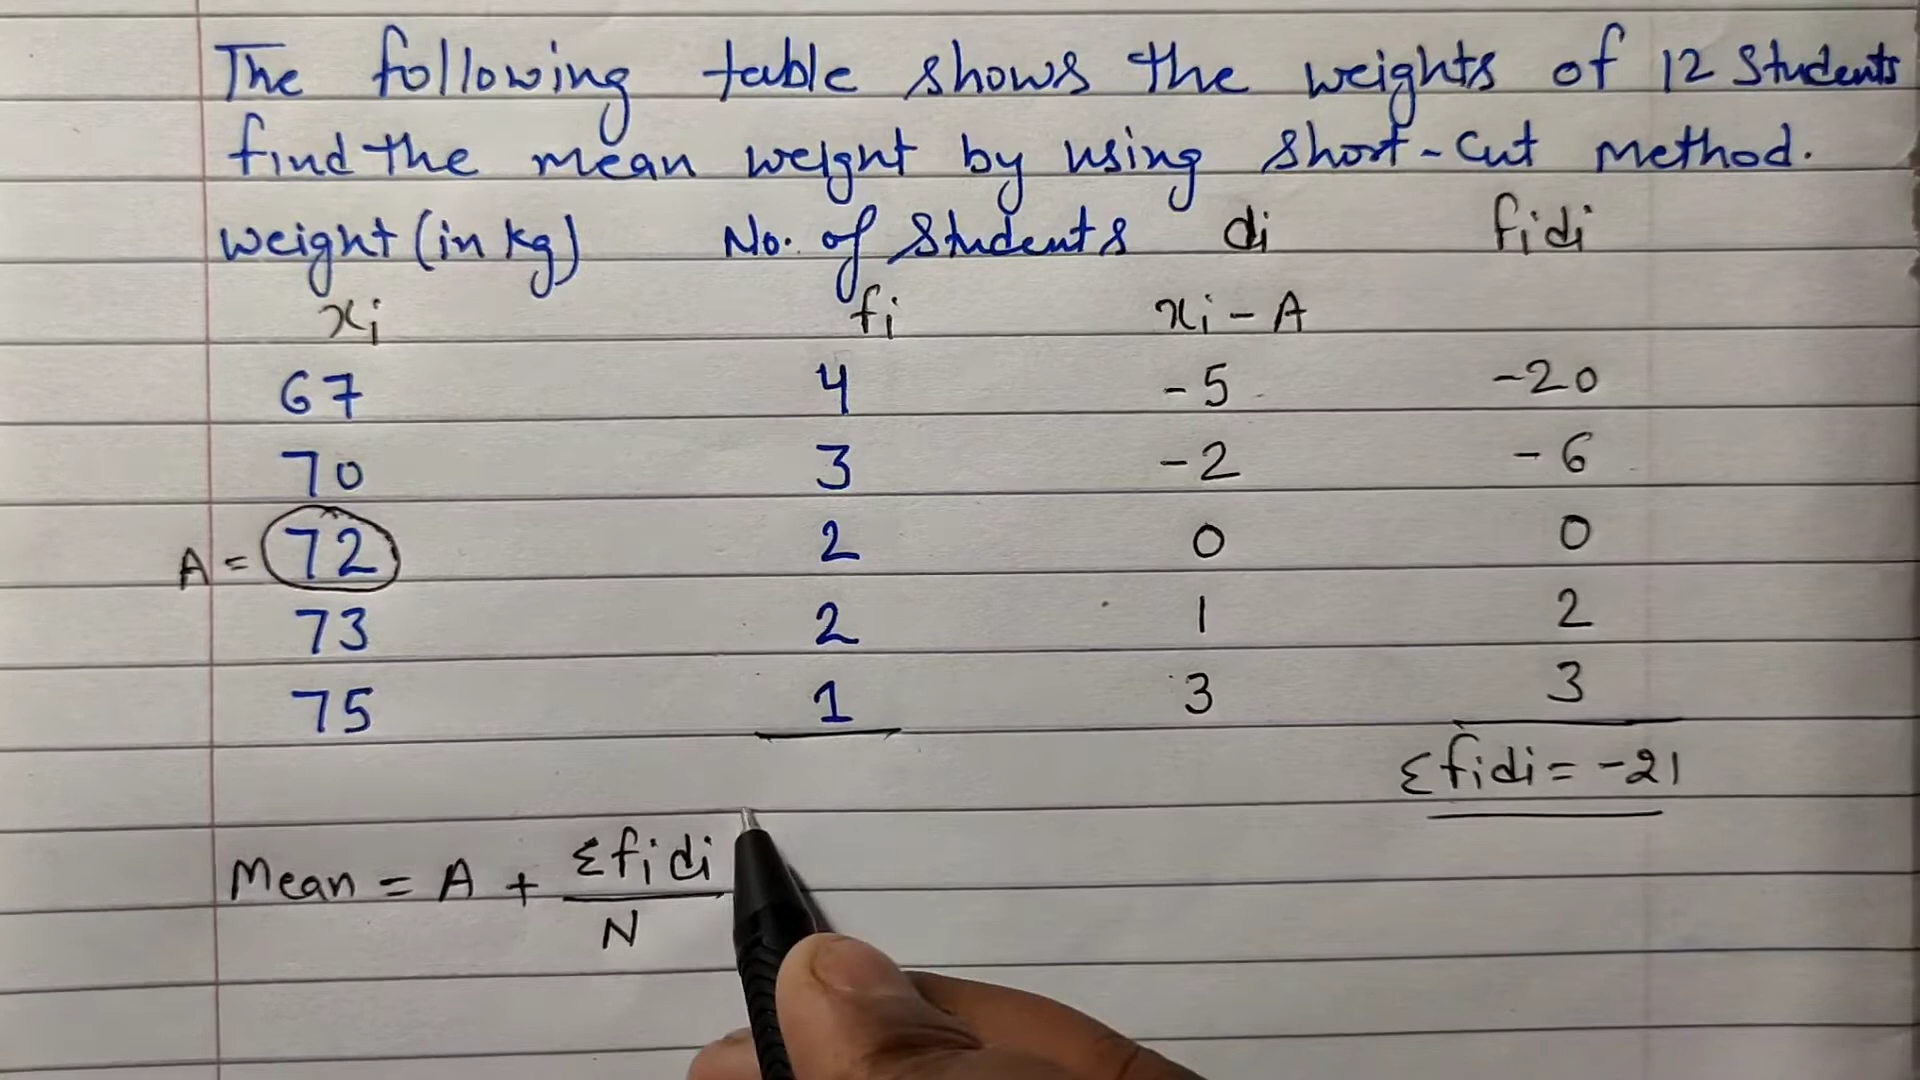 The following table shows the weights of 12 Students
find the mean weight by using short-cut method.
weight (in kg) No. of Students di fidi
xi fi xi - A
67 4 -5 -20
70 3 -2 -6
A = 72 2 0 0
73 2 1 2
75 1 3 3
Σfidi = -21
Mean = A + Σfidi
N